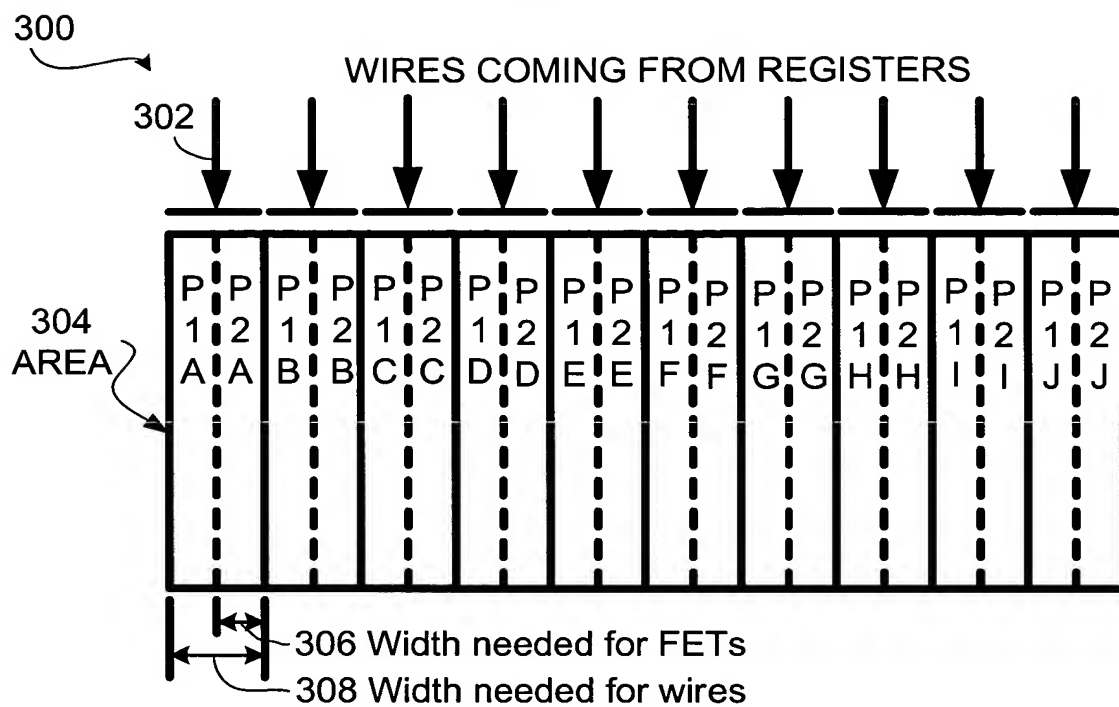 300
WIRES COMING FROM REGISTERS
302
P P P P P P P P P P P P P P P P P P P P
1 2 1 2 1 2 1 2 1 2 1 2 1 2 1 2 1 2 1 2
A A B B C C D D E E F F G G H H I I J J
304
AREA
306 Width needed for FETs
308 Width needed for wires